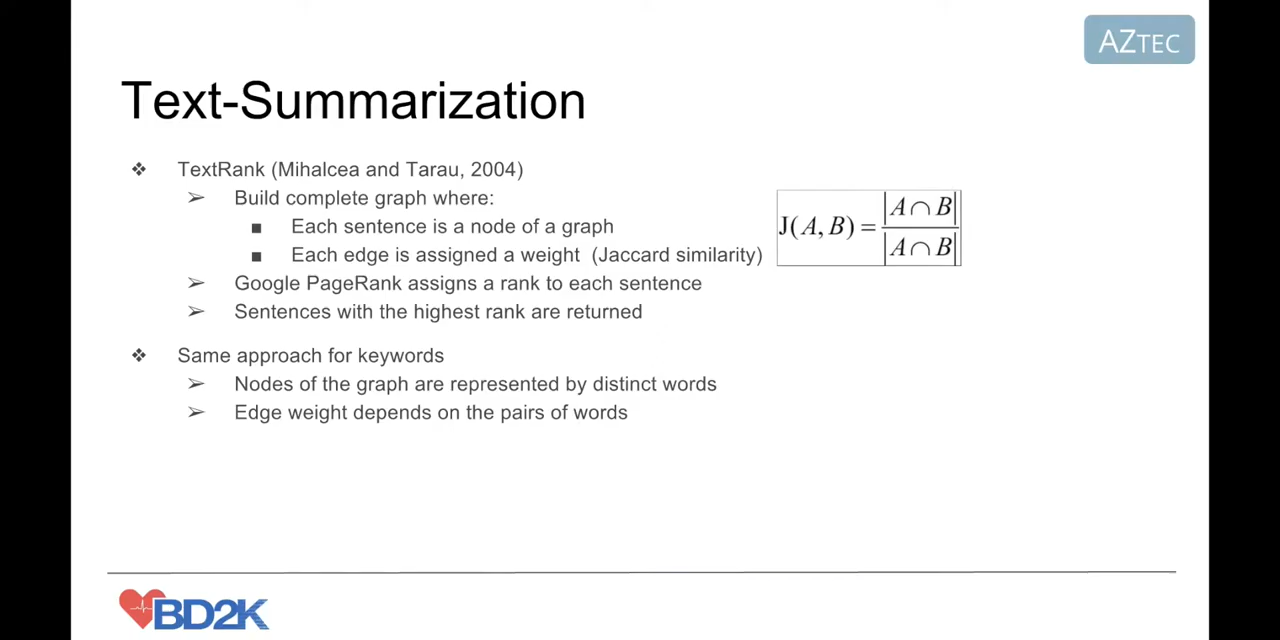 AZTEC
Text-Summarization
❖ TextRank (Mihalcea and Tarau, 2004)
➢ Build complete graph where:
■ Each sentence is a node of a graph
■ Each edge is assigned a weight (Jaccard similarity)
J(A, B) = |A ∩ B| / |A ∩ B|
➢ Google PageRank assigns a rank to each sentence
➢ Sentences with the highest rank are returned
❖ Same approach for keywords
➢ Nodes of the graph are represented by distinct words
➢ Edge weight depends on the pairs of words
BD2K